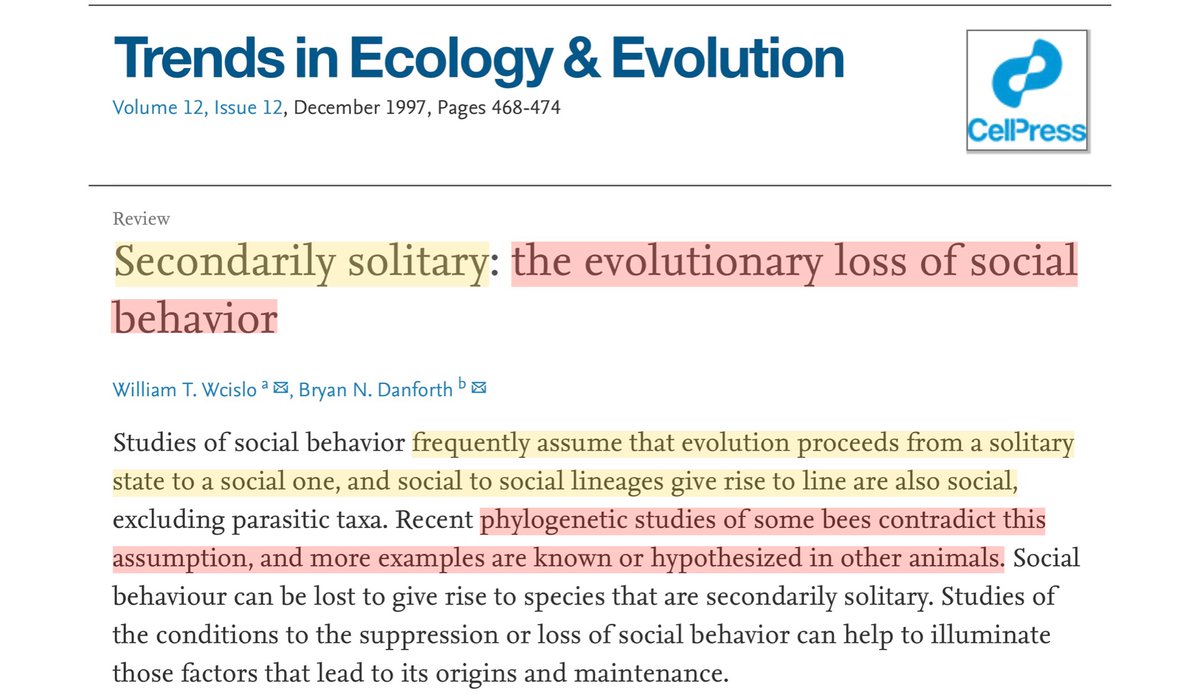 Trends in Ecology & Evolution
Volume 12, Issue 12, December 1997, Pages 468-474
CellPress
Review
Secondarily solitary: the evolutionary loss of social
behavior
William T. Wcislo a ✉, Bryan N. Danforth b ✉
Studies of social behavior frequently assume that evolution proceeds from a solitary
state to a social one, and social to social lineages give rise to line are also social,
excluding parasitic taxa. Recent phylogenetic studies of some bees contradict this
assumption, and more examples are known or hypothesized in other animals. Social
behaviour can be lost to give rise to species that are secondarily solitary. Studies of
the conditions to the suppression or loss of social behavior can help to illuminate
those factors that lead to its origins and maintenance.